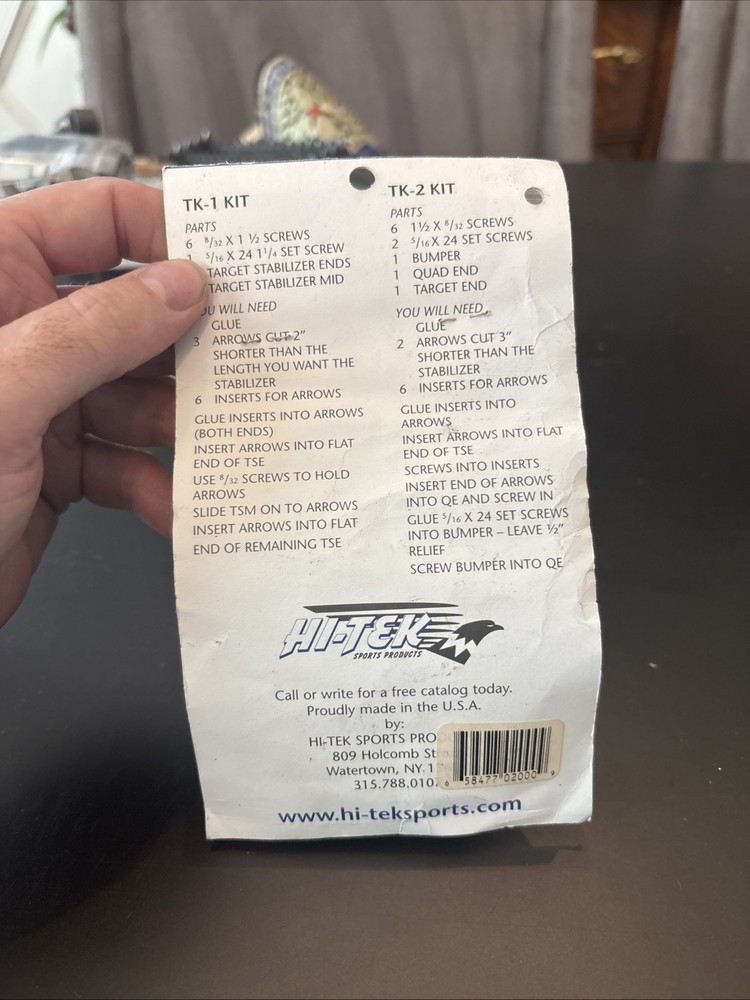 TK-1 KIT
PARTS
6 8/32 X 1 ½ SCREWS
5/16 X 24 1 1/4 SET SCREW
TARGET STABILIZER ENDS
TARGET STABILIZER MID
YOU WILL NEED
GLUE
3 ARROWS CUT 2"
SHORTER THAN THE
LENGTH YOU WANT THE
STABILIZER
6 INSERTS FOR ARROWS
GLUE INSERTS INTO ARROWS
(BOTH ENDS)
INSERT ARROWS INTO FLAT
END OF TSE
USE 8/32 SCREWS TO HOLD
ARROWS
SLIDE TSM ON TO ARROWS
INSERT ARROWS INTO FLAT
END OF REMAINING TSE
TK-2 KIT
PARTS
6 1½ X 8/32 SCREWS
2 5/16 X 24 SET SCREWS
1 BUMPER
1 QUAD END
1 TARGET END
YOU WILL NEED
GLUE
2 ARROWS CUT 3"
SHORTER THAN THE
STABILIZER
6 INSERTS FOR ARROWS
GLUE INSERTS INTO
ARROWS
INSERT ARROWS INTO FLAT
END OF TSE
SCREWS INTO INSERTS
INSERT END OF ARROWS
INTO QE AND SCREW IN
GLUE 5/16 X 24 SET SCREWS
INTO BUMPER – LEAVE ½"
RELIEF
SCREW BUMPER INTO QE
HI-TEK
SPORTS PRODUCTS
Call or write for a free catalog today.
Proudly made in the U.S.A.
by:
HI-TEK SPORTS
809 Holcomb
Watertown, NY
315.788.010
6 58477 02000 9
www.hi-teksports.com